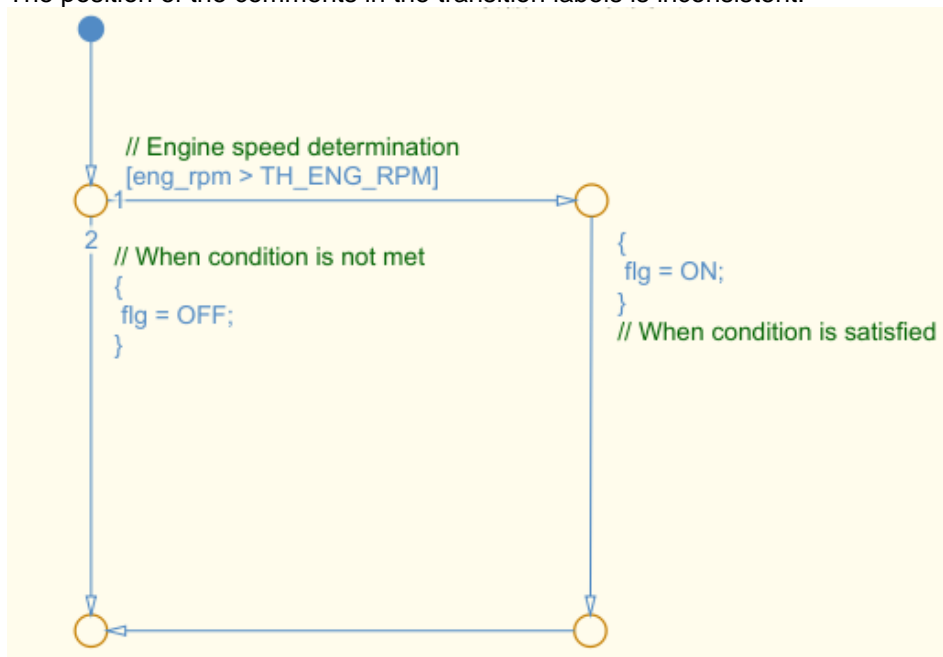 The position of the comments in the transition labels is inconsistent.
// Engine speed determination
[eng_rpm > TH_ENG_RPM]
1
2
// When condition is not met
{
flg = OFF;
}
{
flg = ON;
}
// When condition is satisfied